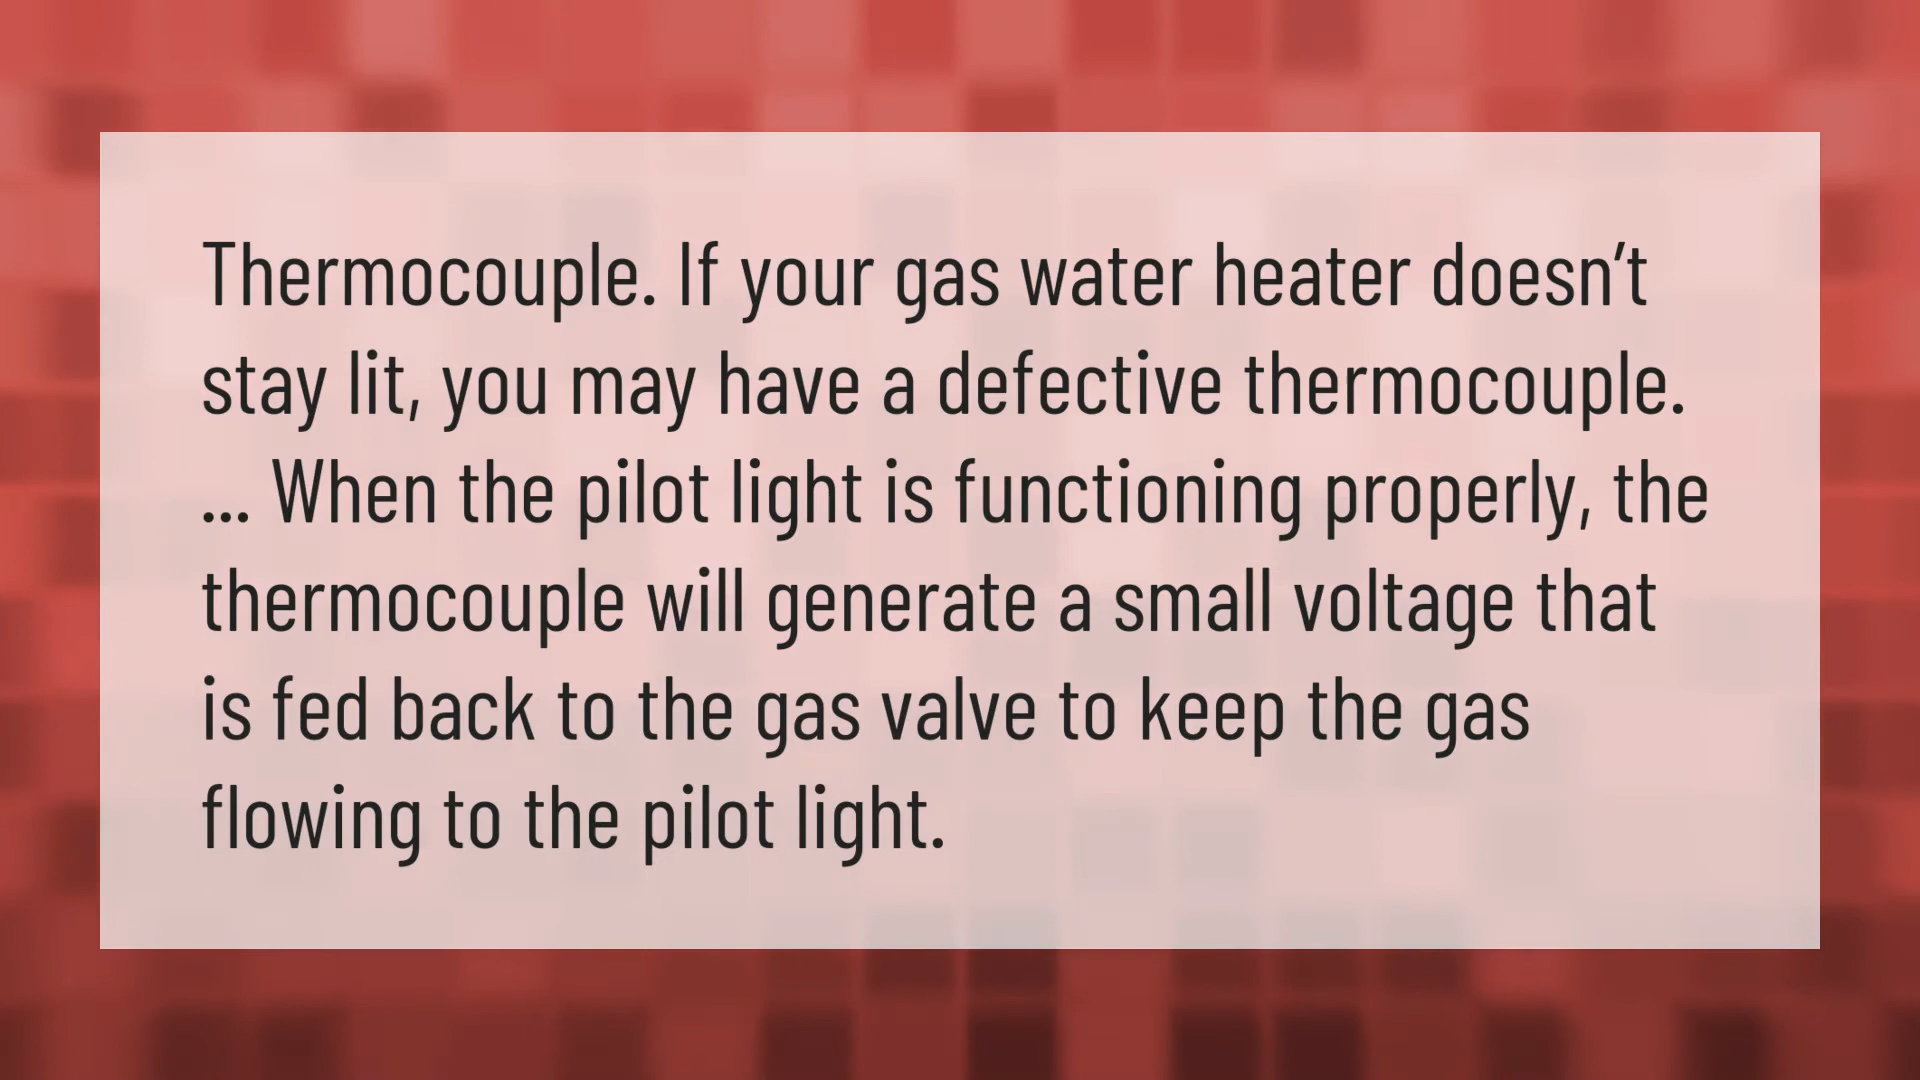 Thermocouple. If your gas water heater doesn’t
stay lit, you may have a defective thermocouple.
... When the pilot light is functioning properly, the
thermocouple will generate a small voltage that
is fed back to the gas valve to keep the gas
flowing to the pilot light.